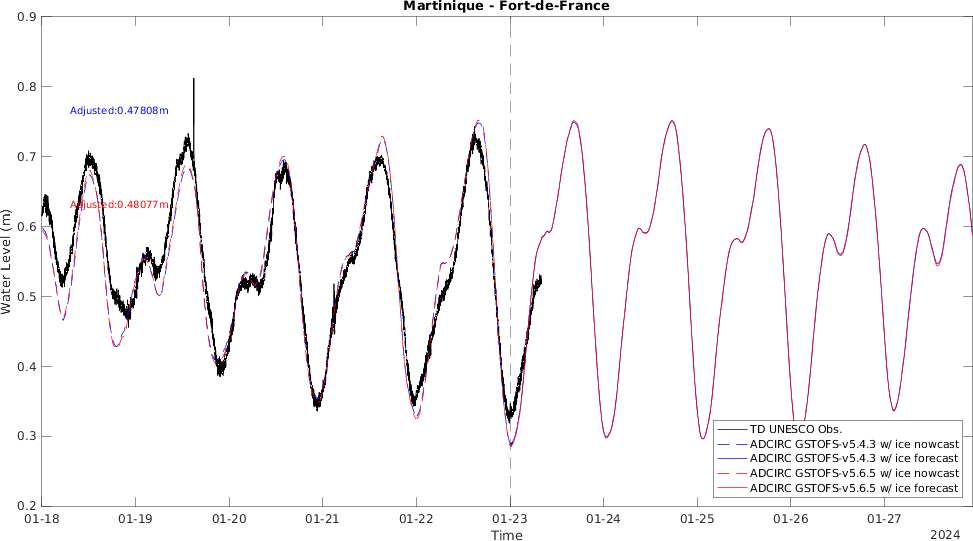 Martinique - Fort-de-France
Water Level (m)
0.9
0.8
0.7
0.6
0.5
0.4
0.3
0.2
Adjusted:0.47808m
Adjusted:0.48077m
TD UNESCO Obs.
ADCIRC GSTOFS-v5.4.3 w/ ice nowcast
ADCIRC GSTOFS-v5.4.3 w/ ice forecast
ADCIRC GSTOFS-v5.6.5 w/ ice nowcast
ADCIRC GSTOFS-v5.6.5 w/ ice forecast
01-18 01-19 01-20 01-21 01-22 01-23 01-24 01-25 01-26 01-27
Time
2024